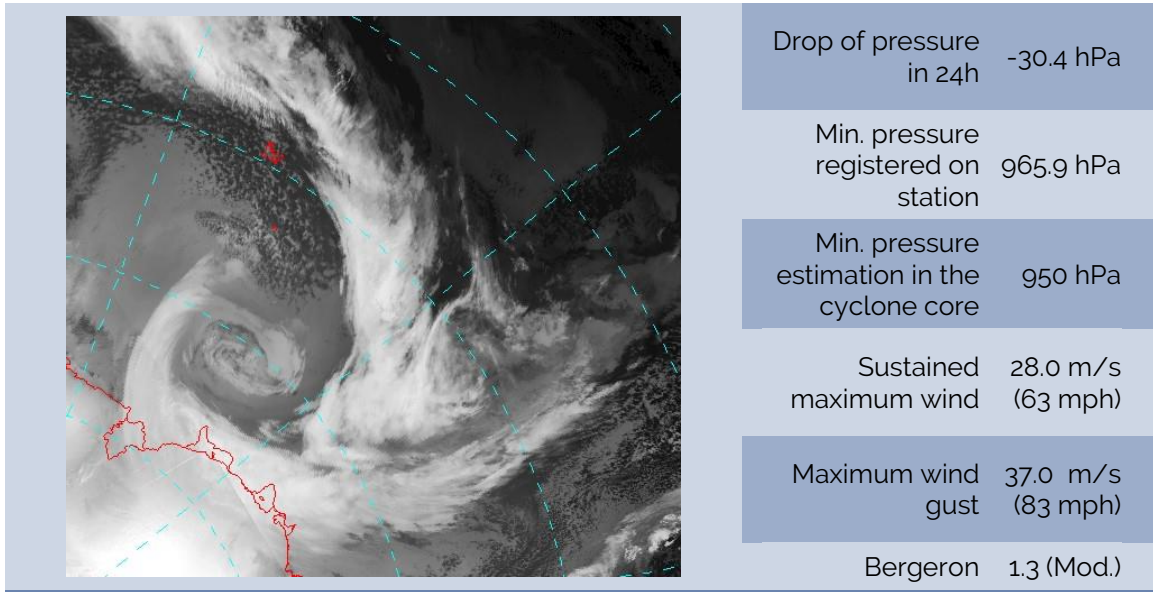 Drop of pressure
in 24h
-30.4 hPa
Min. pressure
registered on
station
965.9 hPa
Min. pressure
estimation in the
cyclone core
950 hPa
Sustained
maximum wind
28.0 m/s
(63 mph)
Maximum wind
gust
37.0 m/s
(83 mph)
Bergeron
1.3 (Mod.)